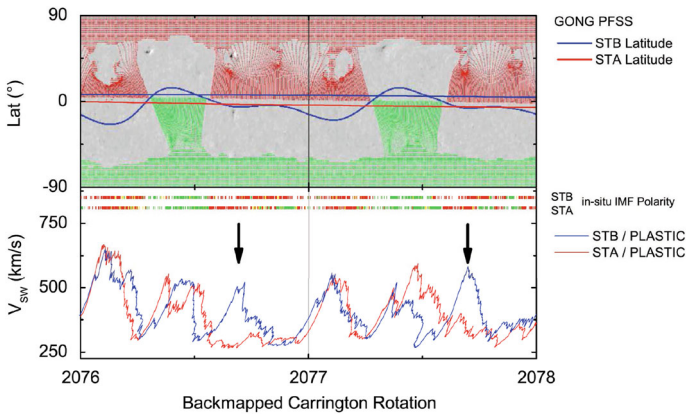 90
0
-90
Lat (°)
GONG PFSS
STB Latitude
STA Latitude
STB in-situ IMF Polarity
STA
STB / PLASTIC
STA / PLASTIC
750
500
250
V_SW (km/s)
2076 2077 2078
Backmapped Carrington Rotation